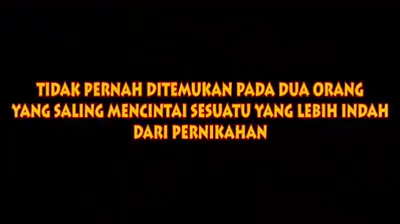 TIDAK PERNAH DITEMUKAN PADA DUA ORANG
YANG SALING MENCINTAI SESUATU YANG LEBIH INDAH
DARI PERNIKAHAN